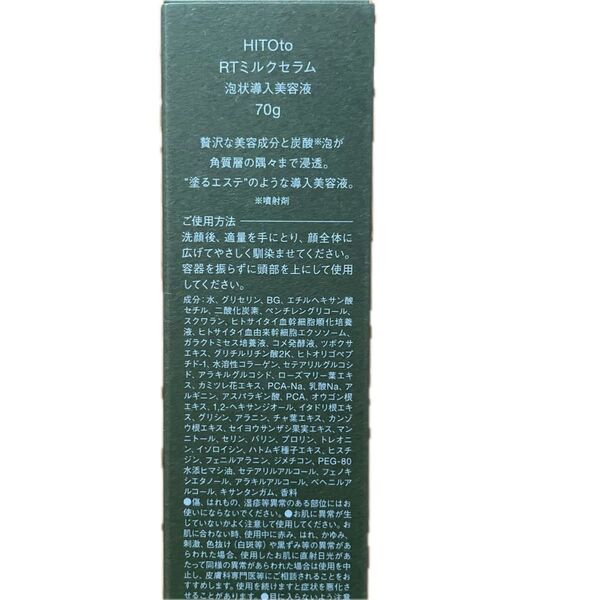 HITOto
RTミルクセラム
泡状導入美容液
70g
贅沢な美容成分と炭酸※泡が
角質層の隅々まで浸透。
“塗るエステ”のような導入美容液。
※噴射剤
ご使用方法
洗顔後、適量を手にとり、顔全体に
広げてやさしく馴染ませてください。
容器を振らずに頭部を上にして使用
してください。
成分：水、グリセリン、BG、エチルヘキサン酸
セチル、二酸化炭素、ペンチレングリコール、
スクワラン、ヒトサイタイ血幹細胞順化培養
液、ヒトサイタイ血由来幹細胞エクソソーム、
ガラクトミセス培養液、コメ発酵液、ツボクサ
エキス、グリチルリチン酸2K、ヒトオリゴペプ
チド-1、水溶性コラーゲン、セテアリルグルコシ
ド、アラキルグルコシド、ローズマリー葉エキ
ス、カミツレ花エキス、PCA-Na、乳酸Na、ア
ルギニン、アスパラギン酸、PCA、オウゴン根
エキス、1,2-ヘキサンジオール、イタドリ根エキ
ス、グリシン、アラニン、チャ葉エキス、カンゾ
ウ根エキス、セイヨウサンザシ果実エキス、マン
ニトール、セリン、バリン、プロリン、トレオニ
ン、イソロイシン、ハトムギ種子エキス、ヒスチ
ジン、フェニルアラニン、ジメチコン、PEG-80
水添ヒマシ油、セテアリルアルコール、フェノキ
シエタノール、アラキルアルコール、ベヘニルア
ルコール、キサンタンガム、香料
●傷、はれもの、湿疹等異常のある部位にはお
使いにならないでください。●お肌に異常が生
じていないかよく注意して使用してください。お
肌に合わない時、使用中に赤み、はれ、かゆみ、
刺激、色抜け（白斑等）や黒ずみ等の異常が
あらわれた場合、使用したお肌に直射日光があ
たって同様の異常があらわれた場合は使用を中
止し、皮膚科専門医等にご相談されることをお
すすめします。使用を続けますと症状が悪化さ
せることがあります。●目に入らないよう注意